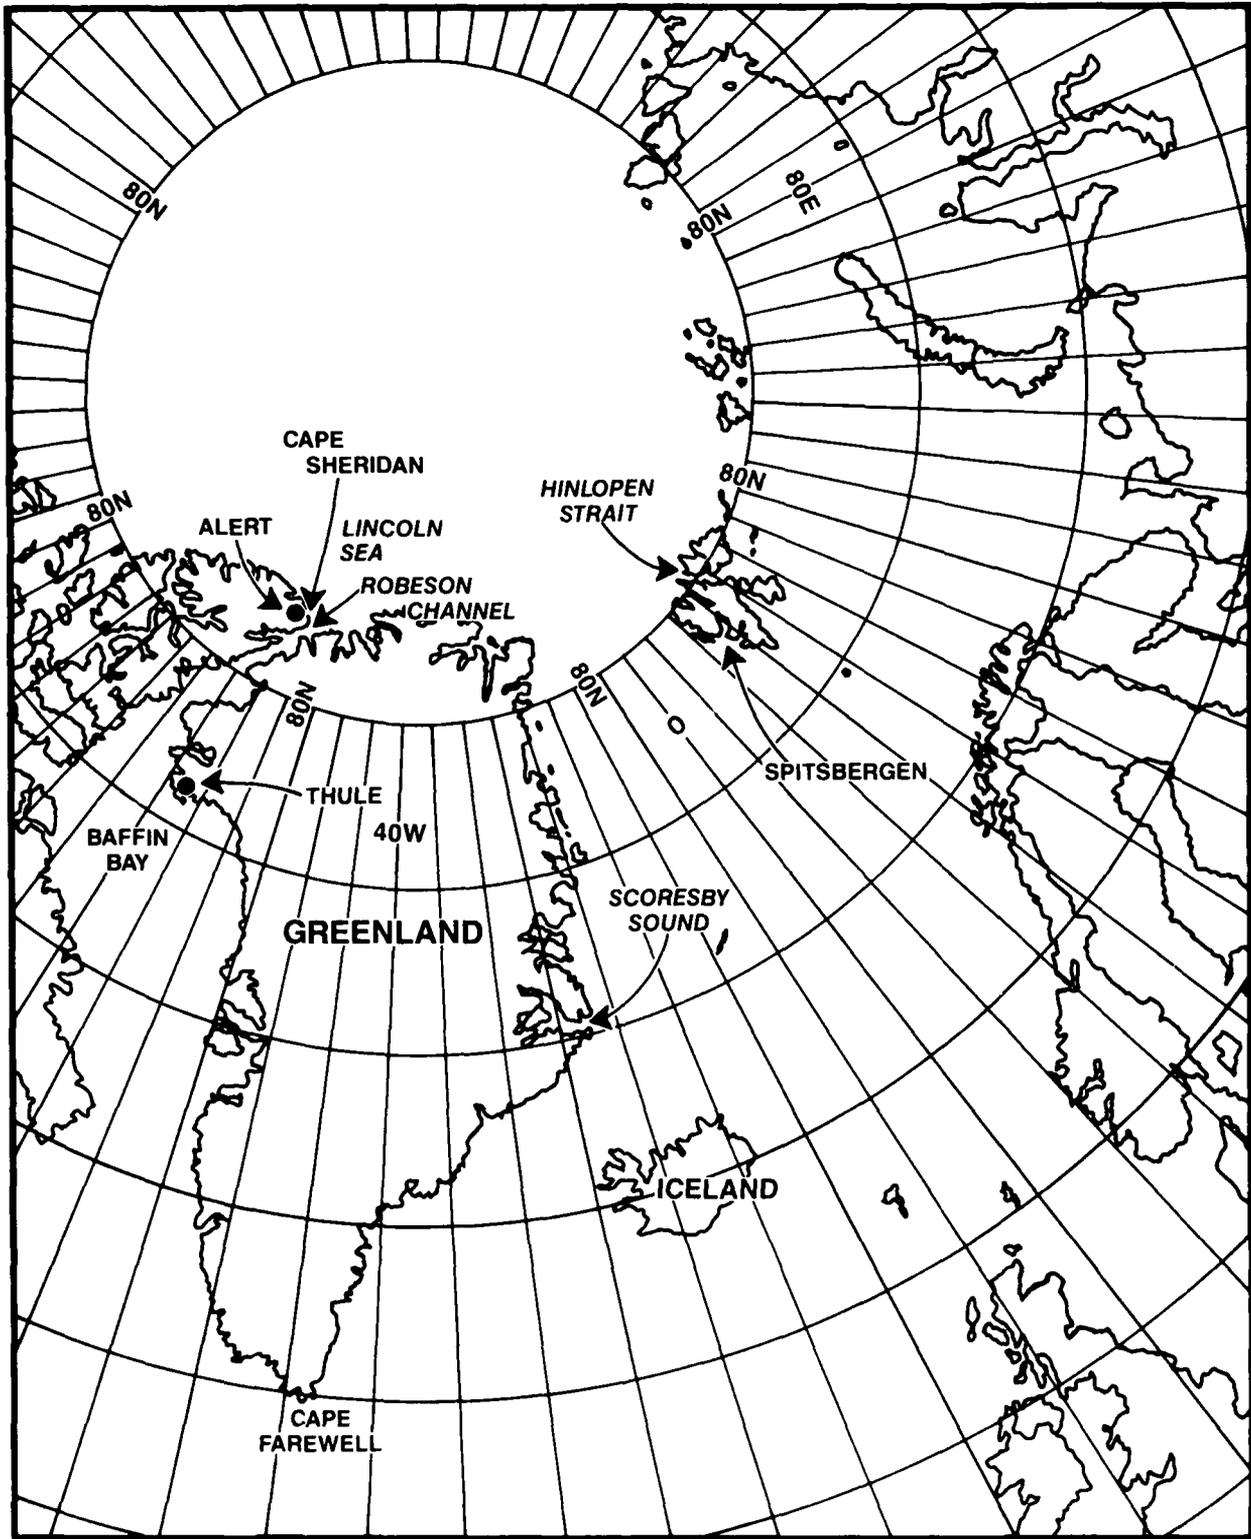 80N
80E
80N
CAPE
SHERIDAN
80N
HINLOPEN
STRAIT
80N
ALERT
LINCOLN
SEA
ROBESON
CHANNEL
80N
80N
O
SPITSBERGEN
THULE
40W
BAFFIN
BAY
SCORESBY
SOUND
GREENLAND
ICELAND
CAPE
FAREWELL